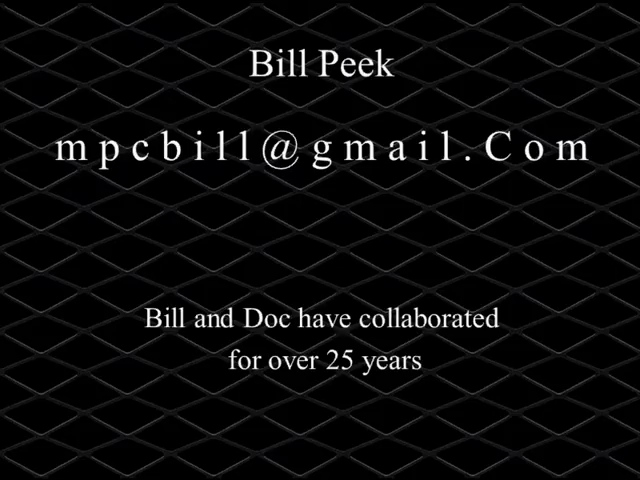 Bill Peek
m p c b i l l @ g m a i l . C o m
Bill and Doc have collaborated
for over 25 years